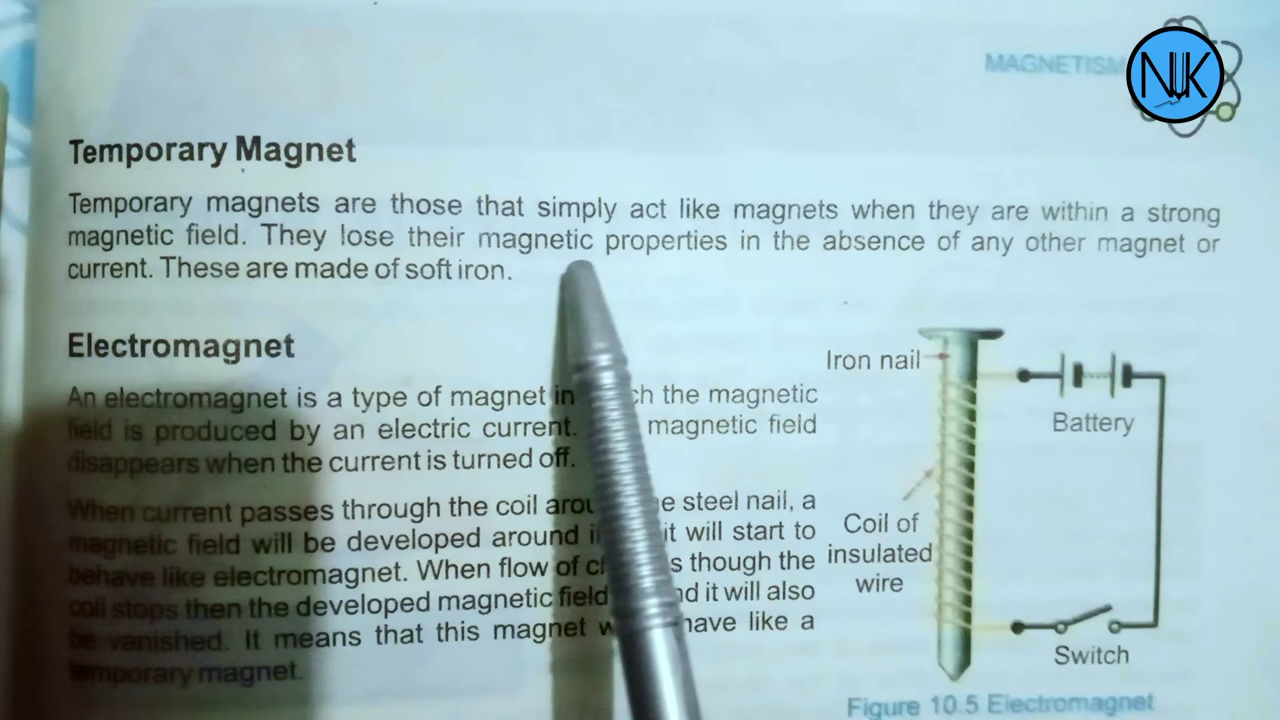 MAGNETISM
NJK
Temporary Magnet
Temporary magnets are those that simply act like magnets when they are within a strong
magnetic field. They lose their magnetic properties in the absence of any other magnet or
current. These are made of soft iron.
Electromagnet
An electromagnet is a type of magnet in the magnetic
field is produced by an electric current. magnetic field
disappears when the current is turned off.
When current passes through the coil steel nail, a
magnetic field will be developed around it will start to
behave like electromagnet. When flow of though the
coil stops then the developed magnetic field it will also
be vanished. It means that this magnet like a
temporary magnet.
Iron nail
Battery
Coil of
insulated
wire
Switch
Figure 10.5 Electromagnet